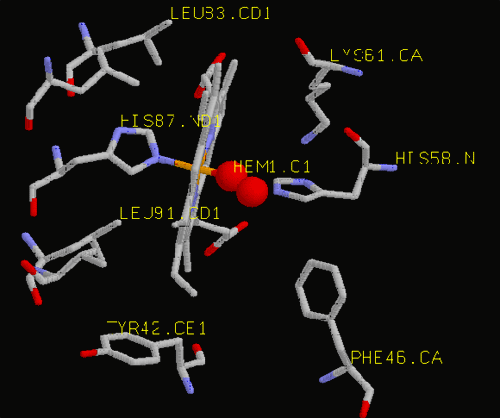 LEU83.CD1
LYS61.CA
HIS87.ND1
HEM1.C1
HIS58.N
LEU91.CD1
TYR42.CE1
PHE46.CA